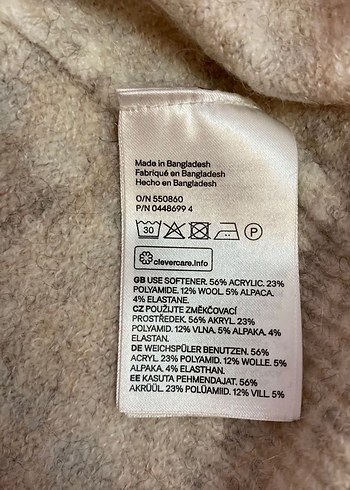 Made in Bangladesh
Fabriqué en Bangladesh
Hecho en Bangladesh
O/N 550860
P/N 0448699 4
30
P
clevercare.info
GB USE SOFTENER. 56% ACRYLIC. 23%
POLYAMIDE. 12% WOOL. 5% ALPACA.
4% ELASTANE.
CZ POUŽIJTE ZMĚKČOVACÍ
PROSTŘEDEK. 56% AKRYL. 23%
POLYAMID. 12% VLNA. 5% ALPAKA. 4%
ELASTAN.
DE WEICHSPÜLER BENUTZEN. 56%
ACRYL. 23% POLYAMID. 12% WOLLE. 5%
ALPAKA. 4% ELASTHAN.
EE KASUTA PEHMENDAJAT. 56%
AKRÜÜL. 23% POLÜAMIID. 12% VILL. 5%